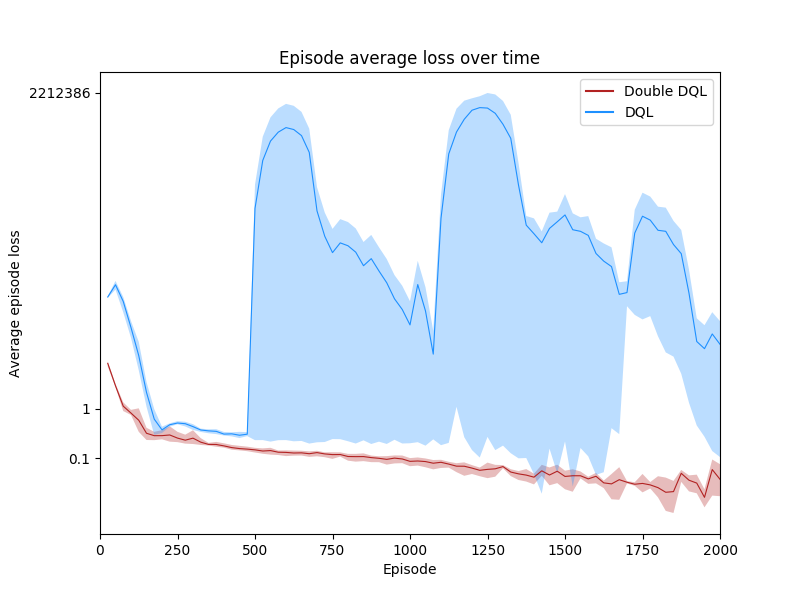 Episode average loss over time
2212386
1
0.1
Average episode loss
Double DQL
DQL
0 250 500 750 1000 1250 1500 1750 2000
Episode